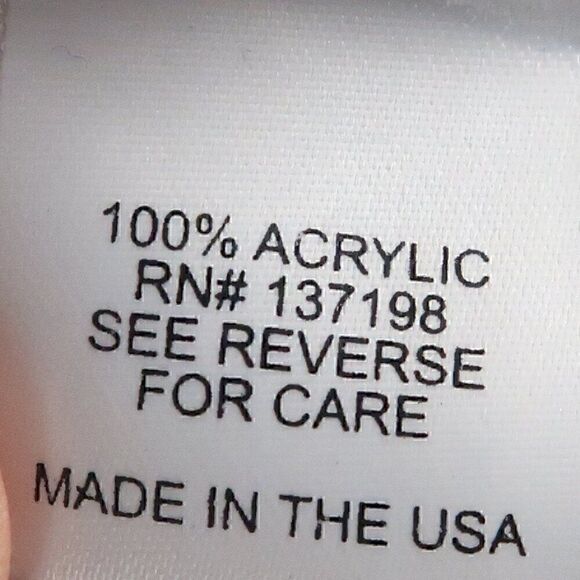 100% ACRYLIC
RN# 137198
SEE REVERSE
FOR CARE
MADE IN THE USA